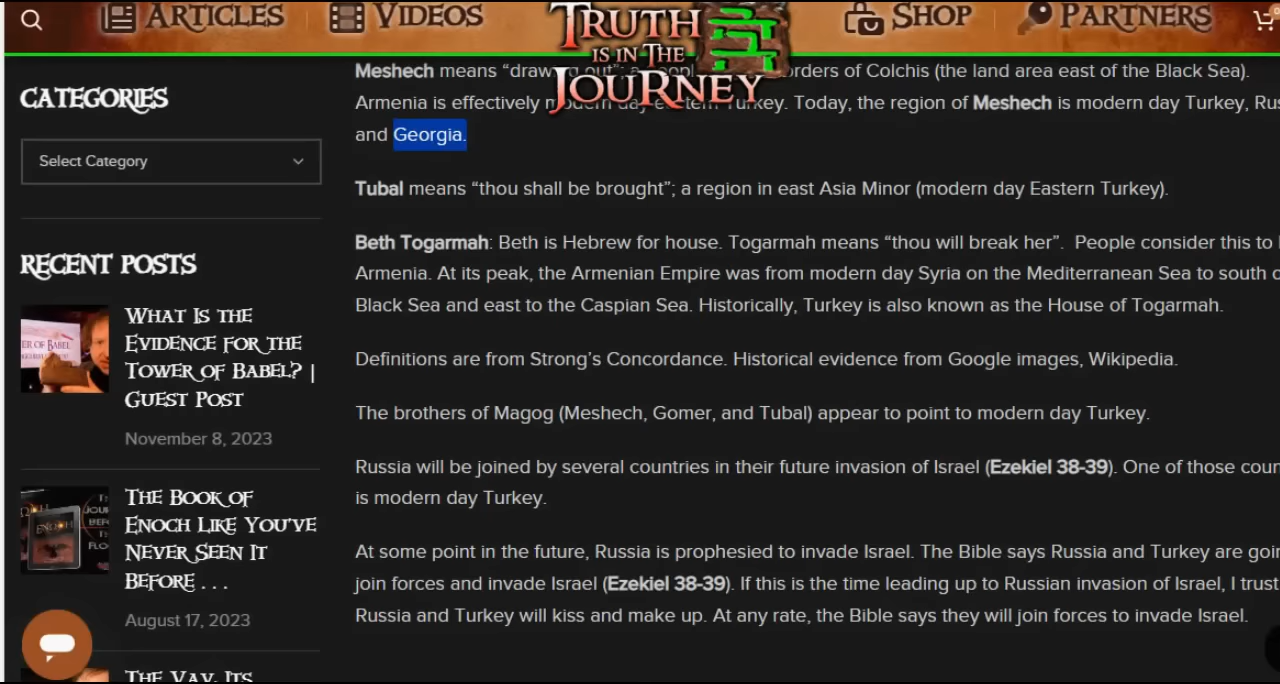 ARTICLES
VIDEOS
TRUTH
IS IN THE
JOURNEY
SHOP
PARTNERS
CATEGORIES
Select Category
RECENT POSTS
WHAT IS THE
EVIDENCE FOR THE
TOWER OF BABEL? |
GUEST POST
November 8, 2023
THE BOOK OF
ENOCH LIKE YOU'VE
NEVER SEEN IT
BEFORE . . .
August 17, 2023
THE VAV, ITS
Meshech means “drawing out”; a orders of Colchis (the land area east of the Black Sea).
Armenia is effectively modern day eastern Turkey. Today, the region of Meshech is modern day Turkey,
and Georgia.
Tubal means “thou shall be brought”; a region in east Asia Minor (modern day Eastern Turkey).
Beth Togarmah: Beth is Hebrew for house. Togarmah means “thou will break her”. People consider this to
Armenia. At its peak, the Armenian Empire was from modern day Syria on the Mediterranean Sea to south
Black Sea and east to the Caspian Sea. Historically, Turkey is also known as the House of Togarmah.
Definitions are from Strong’s Concordance. Historical evidence from Google images, Wikipedia.
The brothers of Magog (Meshech, Gomer, and Tubal) appear to point to modern day Turkey.
Russia will be joined by several countries in their future invasion of Israel (Ezekiel 38-39). One of those
is modern day Turkey.
At some point in the future, Russia is prophesied to invade Israel. The Bible says Russia and Turkey are
join forces and invade Israel (Ezekiel 38-39). If this is the time leading up to Russian invasion of Israel, I trust
Russia and Turkey will kiss and make up. At any rate, the Bible says they will join forces to invade Israel.